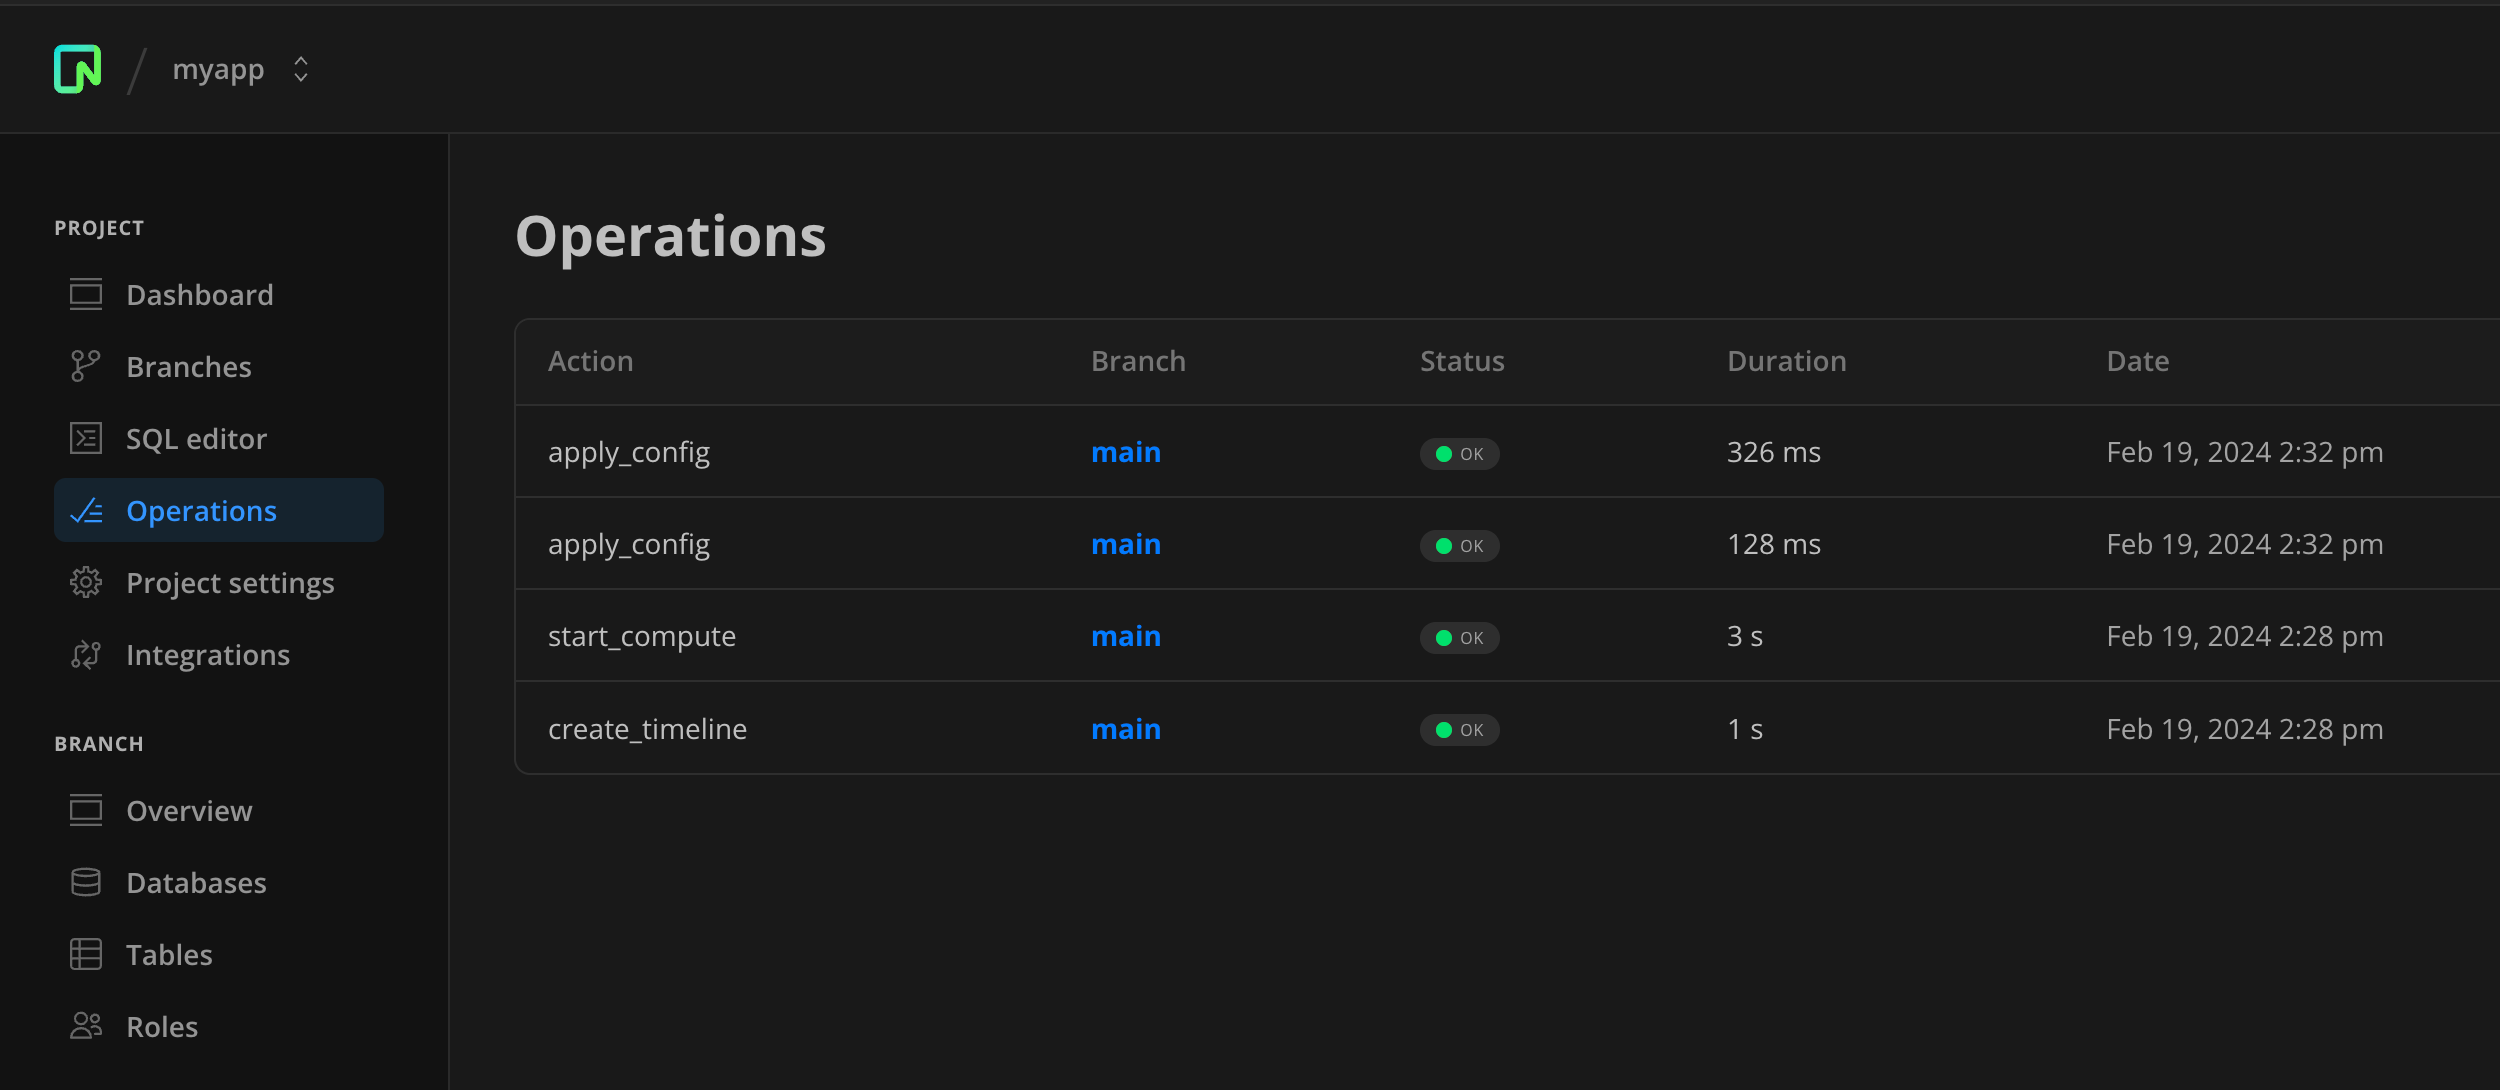 myapp
PROJECT
Dashboard
Branches
SQL editor
Operations
Project settings
Integrations
BRANCH
Overview
Databases
Tables
Roles
Operations
Action Branch Status Duration Date
apply_config main OK 326 ms Feb 19, 2024 2:32 pm
apply_config main OK 128 ms Feb 19, 2024 2:32 pm
start_compute main OK 3 s Feb 19, 2024 2:28 pm
create_timeline main OK 1 s Feb 19, 2024 2:28 pm